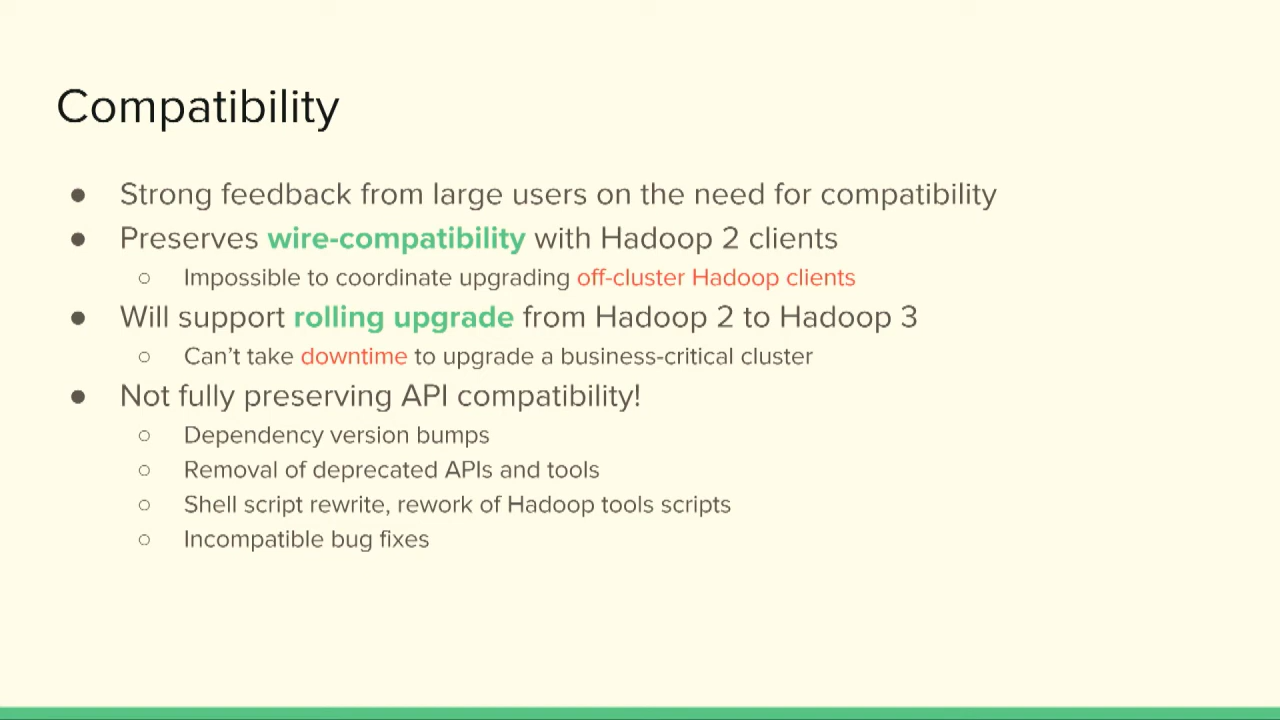 Compatibility
● Strong feedback from large users on the need for compatibility
● Preserves wire-compatibility with Hadoop 2 clients
○ Impossible to coordinate upgrading off-cluster Hadoop clients
● Will support rolling upgrade from Hadoop 2 to Hadoop 3
○ Can’t take downtime to upgrade a business-critical cluster
● Not fully preserving API compatibility!
○ Dependency version bumps
○ Removal of deprecated APIs and tools
○ Shell script rewrite, rework of Hadoop tools scripts
○ Incompatible bug fixes